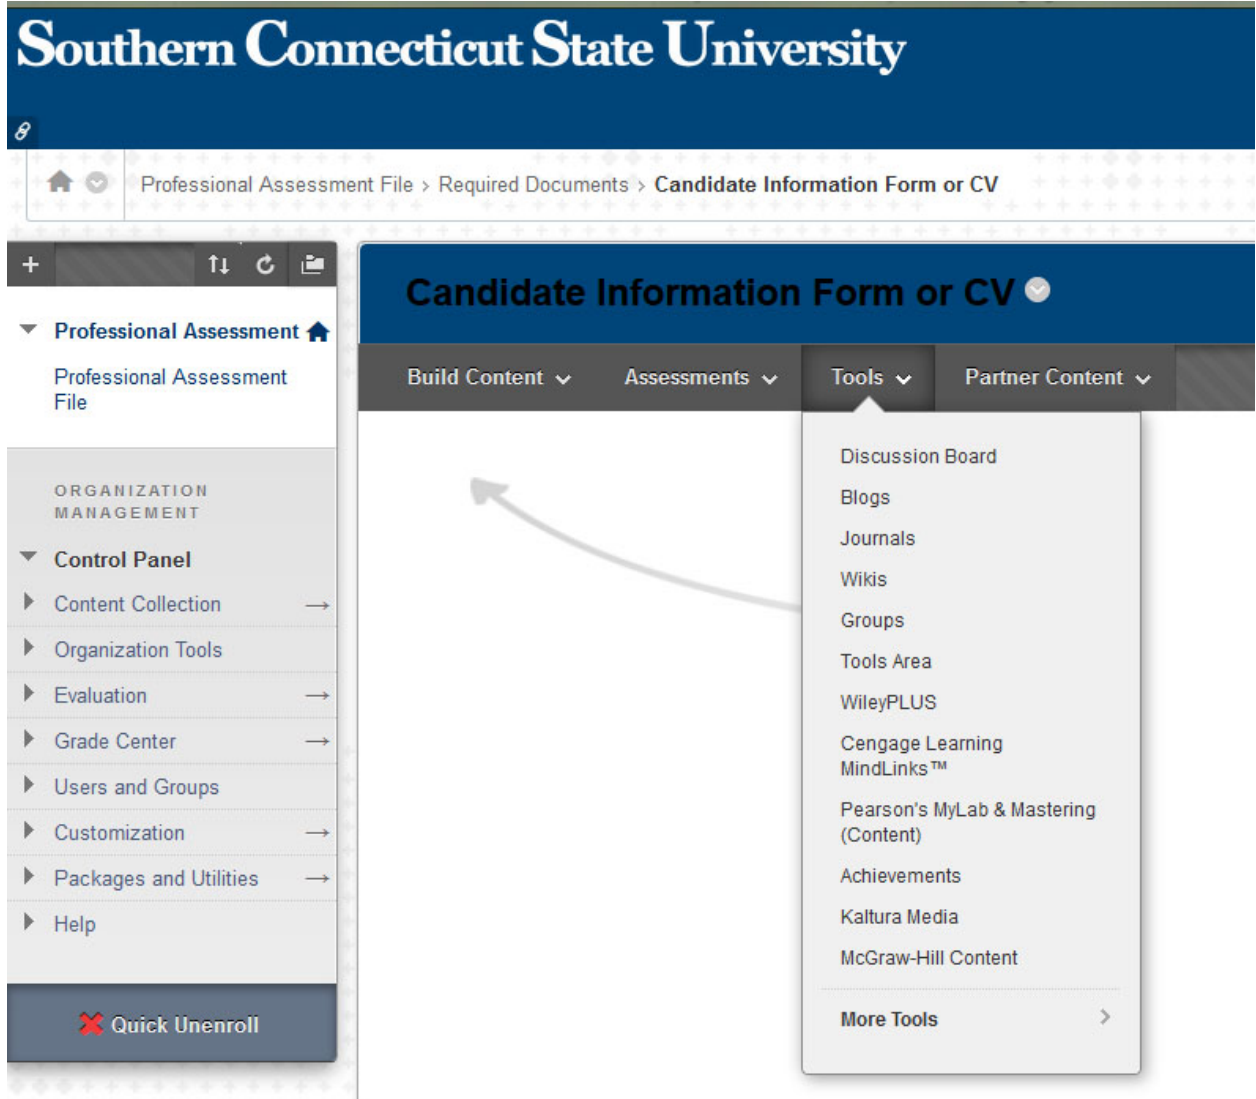 Southern Connecticut State University
Professional Assessment File > Required Documents > Candidate Information Form or CV
Professional Assessment
Professional Assessment
File
ORGANIZATION
MANAGEMENT
Control Panel
Content Collection
Organization Tools
Evaluation
Grade Center
Users and Groups
Customization
Packages and Utilities
Help
Quick Unenroll
Candidate Information Form or CV
Build Content Assessments Tools Partner Content
Discussion Board
Blogs
Journals
Wikis
Groups
Tools Area
WileyPLUS
Cengage Learning
MindLinks™
Pearson's MyLab & Mastering
(Content)
Achievements
Kaltura Media
McGraw-Hill Content
More Tools